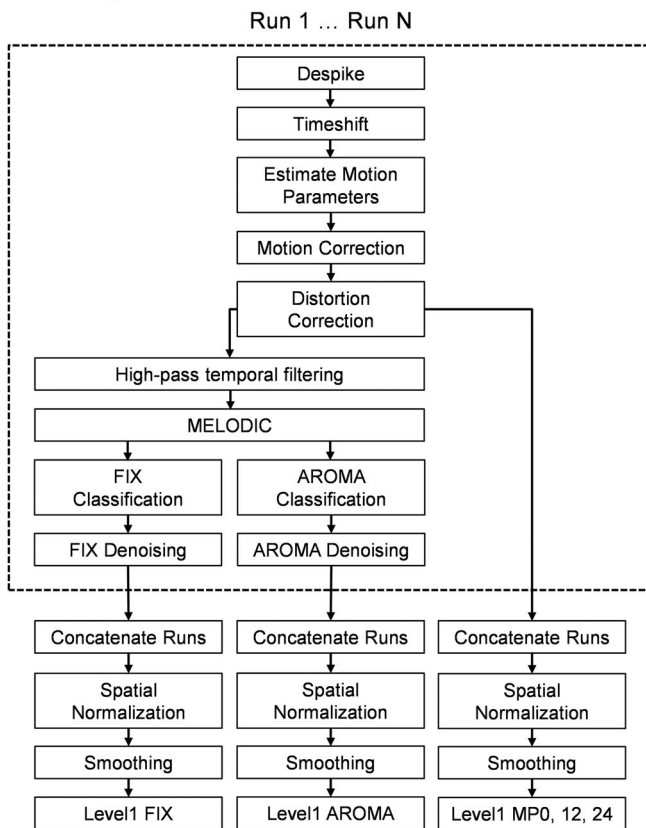 Run 1 ... Run N
Despike
Timeshift
Estimate Motion
Parameters
Motion Correction
Distortion
Correction
High-pass temporal filtering
MELODIC
FIX
Classification
AROMA
Classification
FIX Denoising
AROMA Denoising
Concatenate Runs
Concatenate Runs
Concatenate Runs
Spatial
Normalization
Spatial
Normalization
Spatial
Normalization
Smoothing
Smoothing
Smoothing
Level1 FIX
Level1 AROMA
Level1 MP0, 12, 24